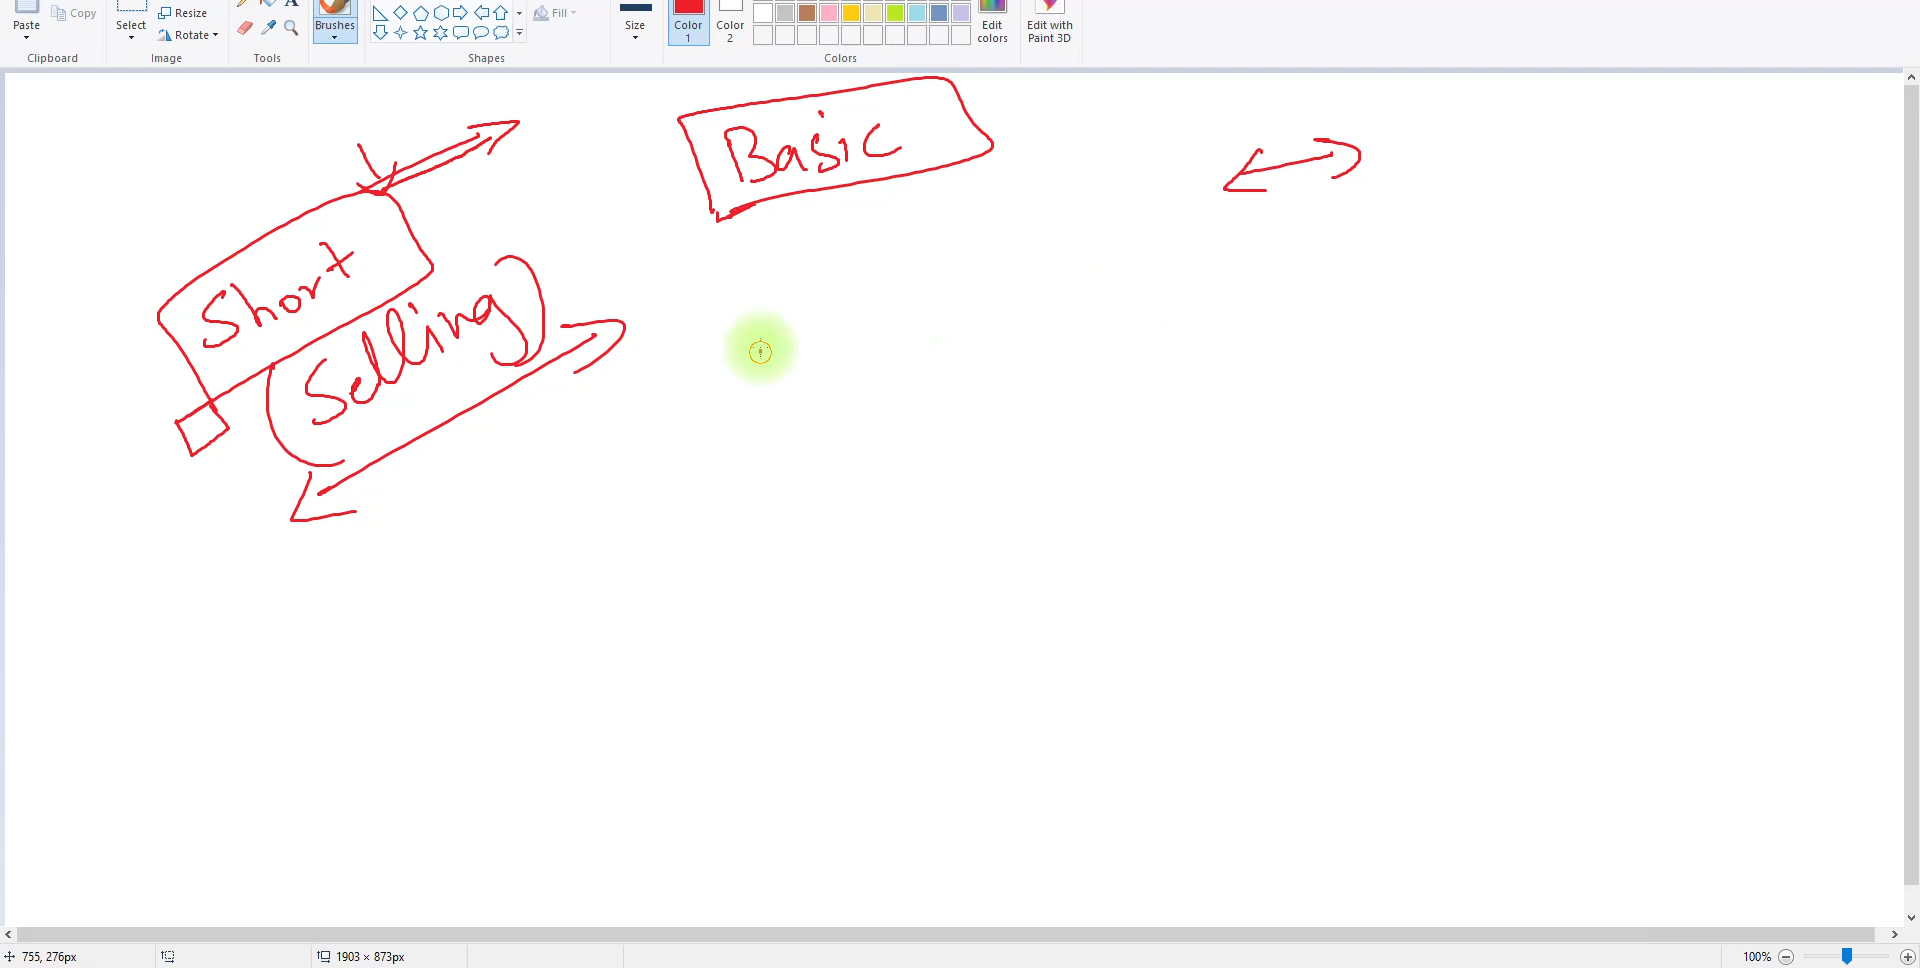 Paste
Copy
Select
Resize
Rotate
A
Brushes
Fill
Size
Color 1
Color 2
Edit colors
Edit with Paint 3D
Clipboard
Image
Tools
Shapes
Colors
Basic
Short
Selling
755, 276px
1903 × 873px
100%